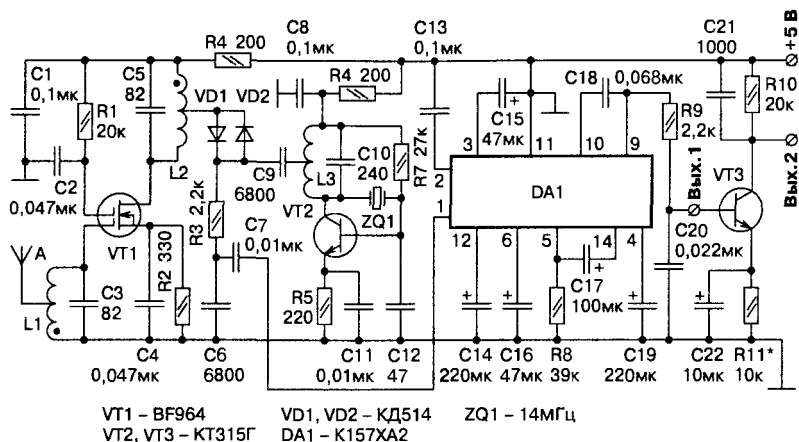 C1
0,1мк
C2
0,047мк
R1
20к
C5
82
L2
R4 200
VD1 VD2
C8
0,1мк
R4 200
C13
0,1мк
R7 27к
C9
6800
L3
C10
240
ZQ1
VT2
R3 2,2к
C7
0,01мк
VT1
R2 330
A
L1
C3
82
C4
0,047мк
C6
6800
R5
220
C11
0,01мк
C12
47
C14
220мк
C16
47мк
R8
39к
C17
100мк
C19
220мк
DA1
3
11
10
9
2
1
12
6
5
14
4
C15
47мк
C18
0,068мк
R9
2,2к
Вых.1
C20
0,022мк
VT3
C21
1000
R10
20к
+5 В
Вых.2
C22
10мк
R11*
10к
VT1 – BF964
VD1, VD2 – КД514
ZQ1 – 14МГц
VT2, VT3 – КТ315Г
DA1 – К157ХА2